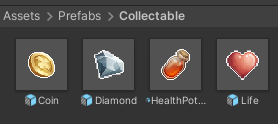 Assets > Prefabs > Collectable
Coin Diamond HealthPot... Life